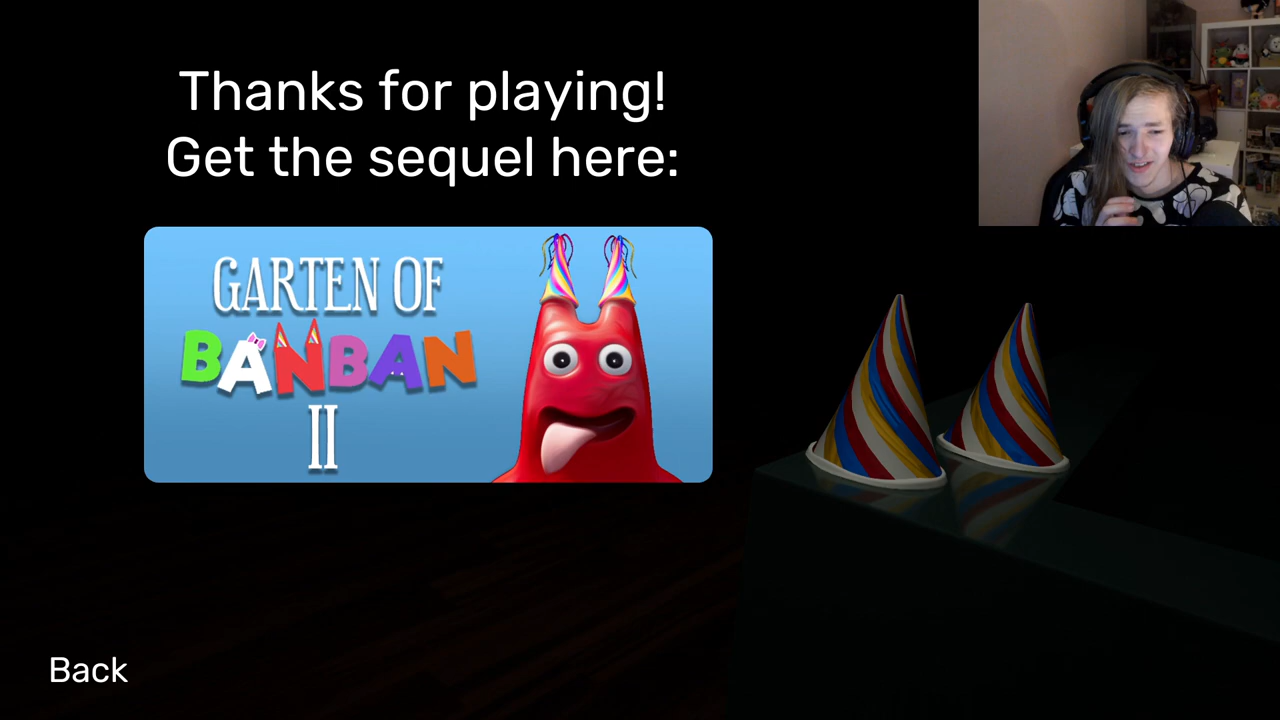 Thanks for playing!
Get the sequel here:
GARTEN OF
BANBAN
II
Back